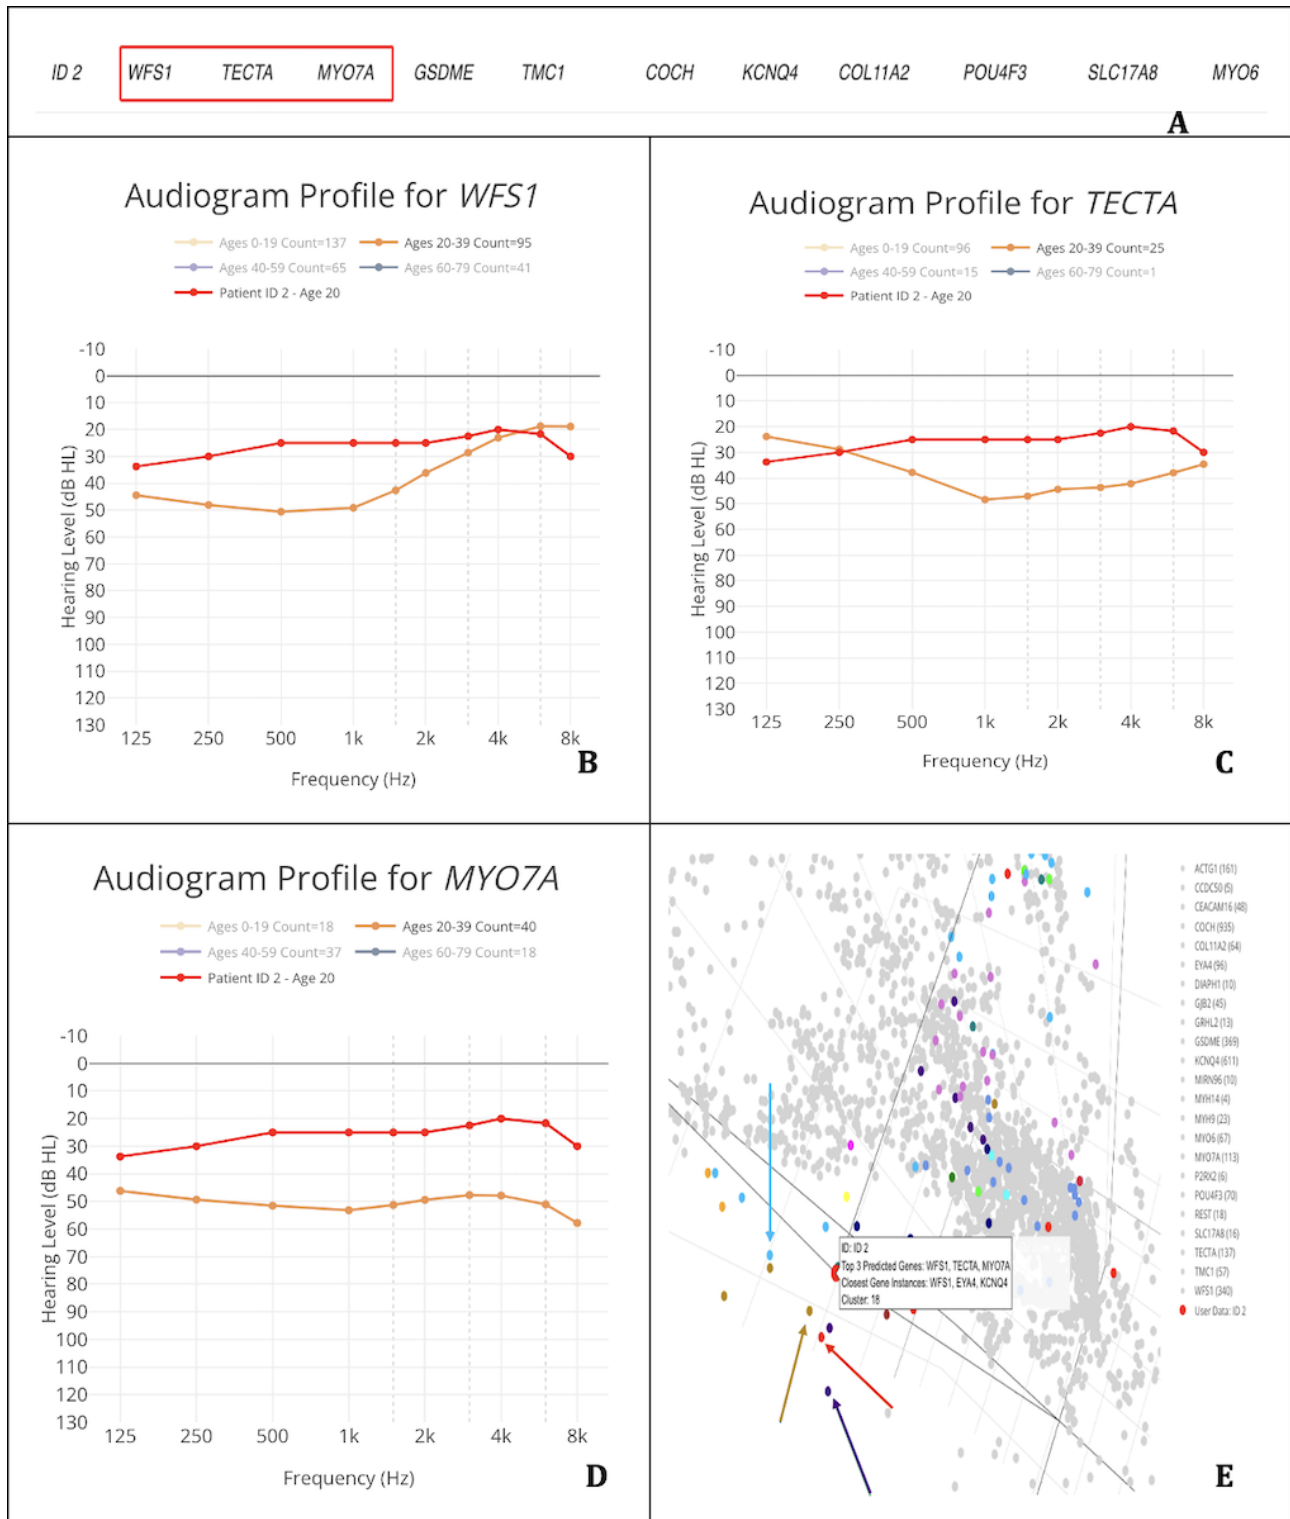 ID 2 WFS1 TECTA MYO7A GSDME TMC1 COCH KCNQ4 COL11A2 POU4F3 SLC17A8 MYO6
A
Audiogram Profile for WFS1
Ages 0-19 Count=137 Ages 20-39 Count=95
Ages 40-59 Count=65 Ages 60-79 Count=41
Patient ID 2 - Age 20
-10
0
10
20
30
40
50
60
70
80
90
100
110
120
130
Hearing Level (dB HL)
125 250 500 1k 2k 4k 8k
Frequency (Hz)
B
Audiogram Profile for TECTA
Ages 0-19 Count=96 Ages 20-39 Count=25
Ages 40-59 Count=15 Ages 60-79 Count=1
Patient ID 2 - Age 20
-10
0
10
20
30
40
50
60
70
80
90
100
110
120
130
Hearing Level (dB HL)
125 250 500 1k 2k 4k 8k
Frequency (Hz)
C
Audiogram Profile for MYO7A
Ages 0-19 Count=18 Ages 20-39 Count=40
Ages 40-59 Count=37 Ages 60-79 Count=18
Patient ID 2 - Age 20
-10
0
10
20
30
40
50
60
70
80
90
100
110
120
130
Hearing Level (dB HL)
125 250 500 1k 2k 4k 8k
Frequency (Hz)
D
ID: ID 2
Top 3 Predicted Genes: WFS1, TECTA, MYO7A
Closest Gene Instances: WFS1, EYA4, KCNQ4
Cluster: 18
ACTG1 (161)
CCDC50 (5)
CEACAM16 (48)
COCH (935)
COL11A2 (64)
EYA4 (96)
DIAPH1 (10)
GJB2 (45)
GRHL2 (13)
GSDME (369)
KCNQ4 (611)
MIRN96 (10)
MYH14 (4)
MYH9 (23)
MYO6 (67)
MYO7A (113)
P2RX2 (6)
POU4F3 (70)
REST (18)
SLC17A8 (16)
TECTA (137)
TMC1 (57)
WFS1 (340)
User Data: ID 2
E